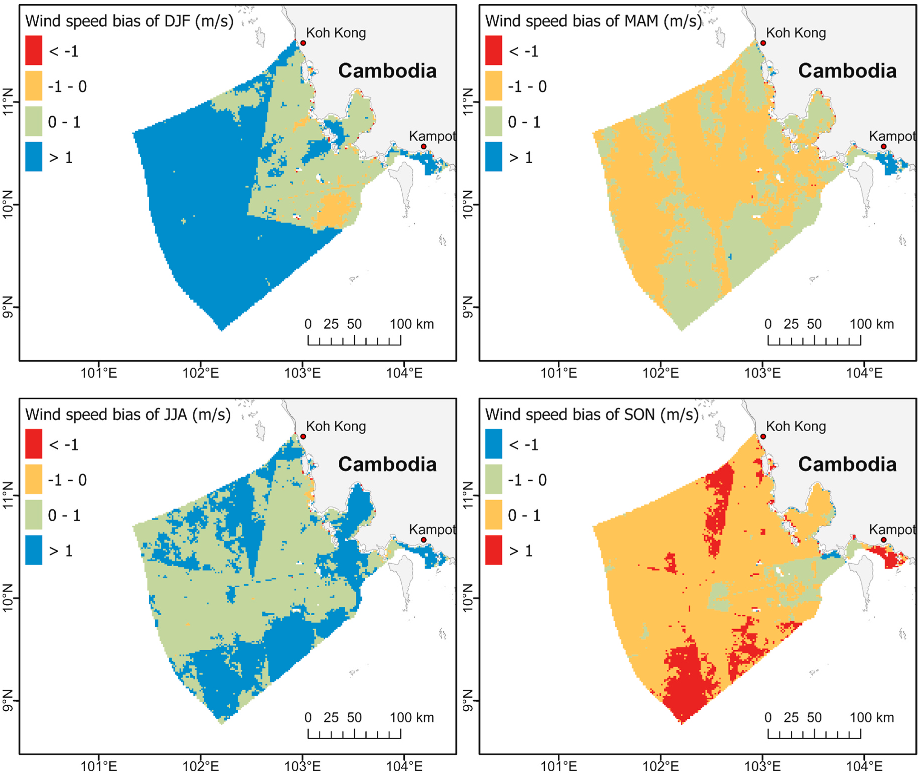 Wind speed bias of DJF (m/s)
< -1
-1 - 0
0 - 1
> 1
Koh Kong
Cambodia
Kampot
11°N
10°N
9°N
0 25 50 100 km
101°E 102°E 103°E 104°E
Wind speed bias of MAM (m/s)
< -1
-1 - 0
0 - 1
> 1
Koh Kong
Cambodia
Kampot
11°N
10°N
9°N
0 25 50 100 km
101°E 102°E 103°E 104°E
Wind speed bias of JJA (m/s)
< -1
-1 - 0
0 - 1
> 1
Koh Kong
Cambodia
Kampot
11°N
10°N
9°N
0 25 50 100 km
101°E 102°E 103°E 104°E
Wind speed bias of SON (m/s)
< -1
-1 - 0
0 - 1
> 1
Koh Kong
Cambodia
Kampot
11°N
10°N
9°N
0 25 50 100 km
101°E 102°E 103°E 104°E